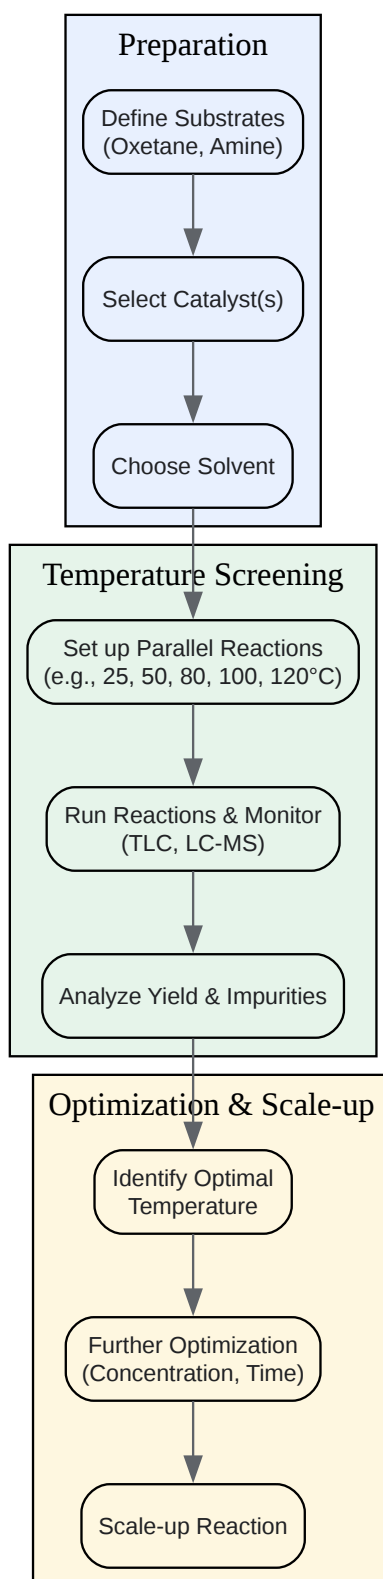 Preparation
Define Substrates
(Oxetane, Amine)
Select Catalyst(s)
Choose Solvent
Temperature Screening
Set up Parallel Reactions
(e.g., 25, 50, 80, 100, 120°C)
Run Reactions & Monitor
(TLC, LC-MS)
Analyze Yield & Impurities
Optimization & Scale-up
Identify Optimal
Temperature
Further Optimization
(Concentration, Time)
Scale-up Reaction